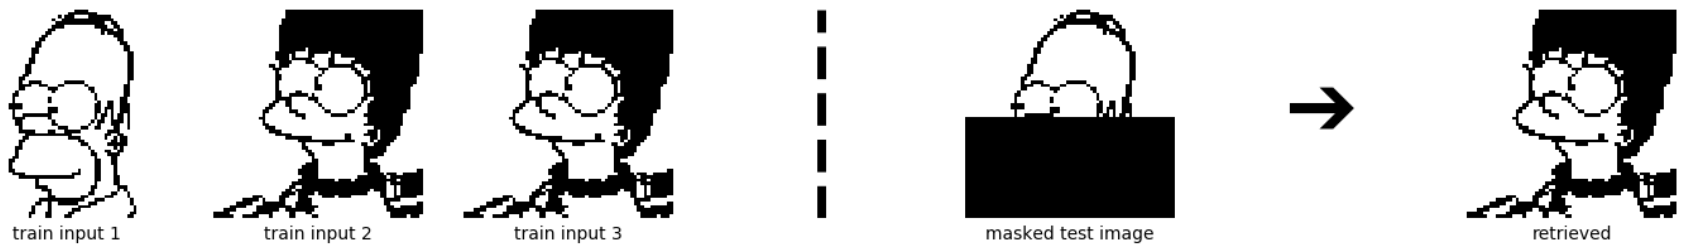 train input 1
train input 2
train input 3
masked test image
retrieved